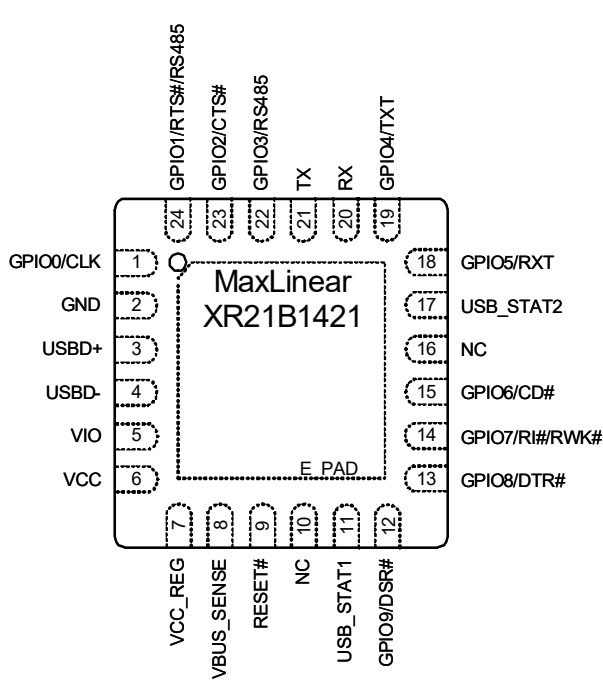 GPIO1/RTS#/RS485
GPIO2/CTS#
GPIO3/RS485
TX
RX
GPIO4/TXT
24
23
22
21
20
19
GPIO0/CLK 1
GND 2
USBD+ 3
USBD- 4
VIO 5
VCC 6
MaxLinear
XR21B1421
E_PAD
18 GPIO5/RXT
17 USB_STAT2
16 NC
15 GPIO6/CD#
14 GPIO7/RI#/RWK#
13 GPIO8/DTR#
7
8
9
10
11
12
VCC_REG
VBUS_SENSE
RESET#
NC
USB_STAT1
GPIO9/DSR#